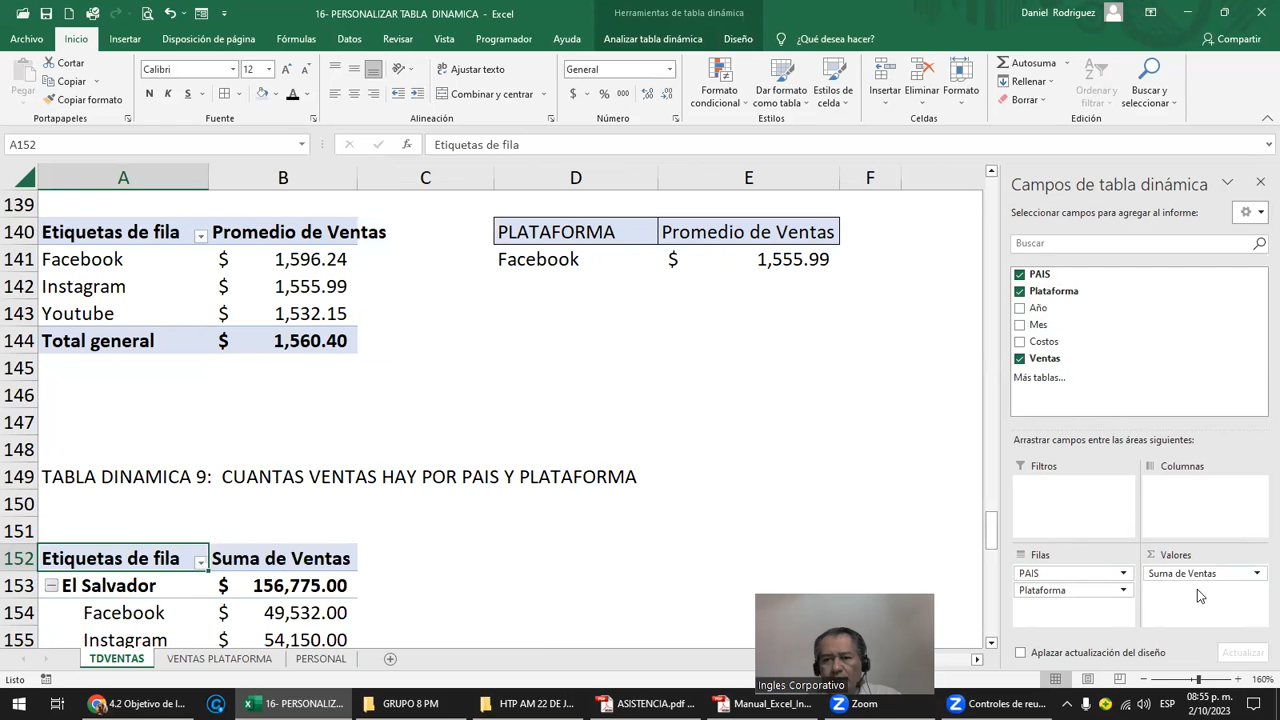 16- PERSONALIZAR TABLA DINAMICA - Excel
Herramientas de tabla dinámica
Daniel Rodriguez
Archivo Inicio Insertar Disposición de página Fórmulas Datos Revisar Vista Programador Ayuda Analizar tabla dinámica Diseño ¿Qué desea hacer? Compartir
Pegar
Cortar
Copiar
Copiar formato
Portapapeles
Calibri 12
N K S
Fuente
Ajustar texto
Combinar y centrar
Alineación
General
$ % 000
Número
Formato condicional
Dar formato como tabla
Estilos de celda
Estilos
Insertar Eliminar Formato
Celdas
Autosuma
Rellenar
Borrar
Ordenar y filtrar
Buscar y seleccionar
Edición
A152 fx Etiquetas de fila
A B C D E F
139
140 Etiquetas de fila Promedio de Ventas PLATAFORMA Promedio de Ventas
141 Facebook $ 1,596.24 Facebook $ 1,555.99
142 Instagram $ 1,555.99
143 Youtube $ 1,532.15
144 Total general $ 1,560.40
145
146
147
148
149 TABLA DINAMICA 9: CUANTAS VENTAS HAY POR PAIS Y PLATAFORMA
150
151
152 Etiquetas de fila Suma de Ventas
153 El Salvador $ 156,775.00
154 Facebook $ 49,532.00
155 Instagram $ 54,150.00
TDVENTAS VENTAS PLATAFORMA PERSONAL
Campos de tabla dinámica
Seleccionar campos para agregar al informe:
Buscar
PAIS
Plataforma
Año
Mes
Costos
Ventas
Más tablas...
Arrastrar campos entre las áreas siguientes:
Filtros Columnas
Filas Σ Valores
PAIS Suma de Ventas
Plataforma
Aplazar actualización del diseño Actualizar
Ingles Corporativo
Listo 160%
4.2 Objetivo de l... 16- PERSONALIZ... GRUPO 8 PM HTP AM 22 DE J... ASISTENCIA.pdf ... Manual_Excel_In... Zoom Controles de reu... ESP
08:55 p. m.
2/10/2023